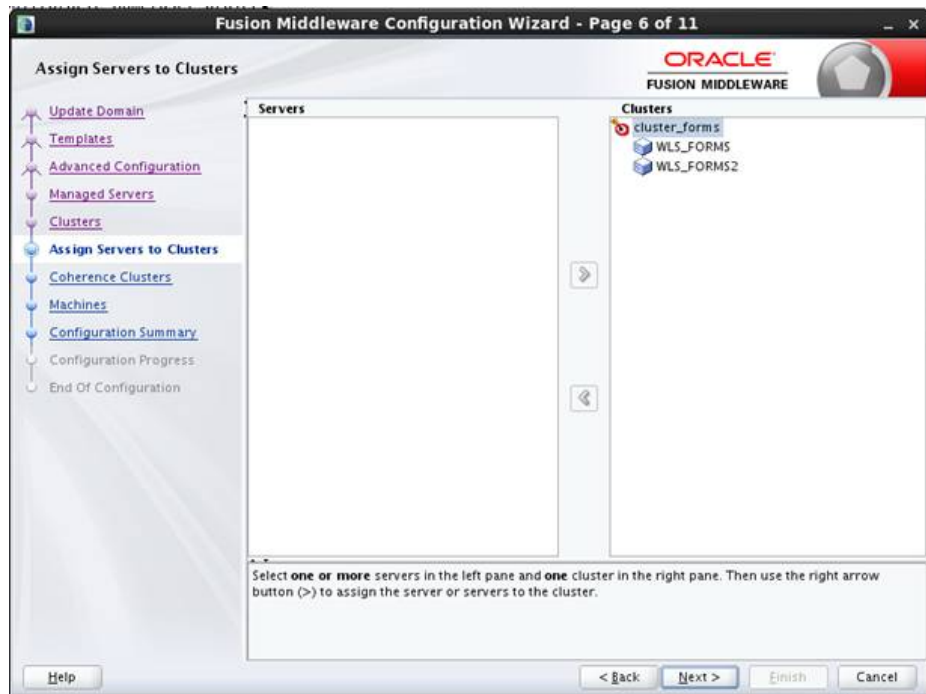 Fusion Middleware Configuration Wizard - Page 6 of 11
Assign Servers to Clusters
ORACLE
FUSION MIDDLEWARE
Update Domain
Templates
Advanced Configuration
Managed Servers
Clusters
Assign Servers to Clusters
Coherence Clusters
Machines
Configuration Summary
Configuration Progress
End Of Configuration
Servers
Clusters
cluster_forms
WLS_FORMS
WLS_FORMS2
Select one or more servers in the left pane and one cluster in the right pane. Then use the right arrow
button (>) to assign the server or servers to the cluster.
Help
< Back
Next >
Finish
Cancel